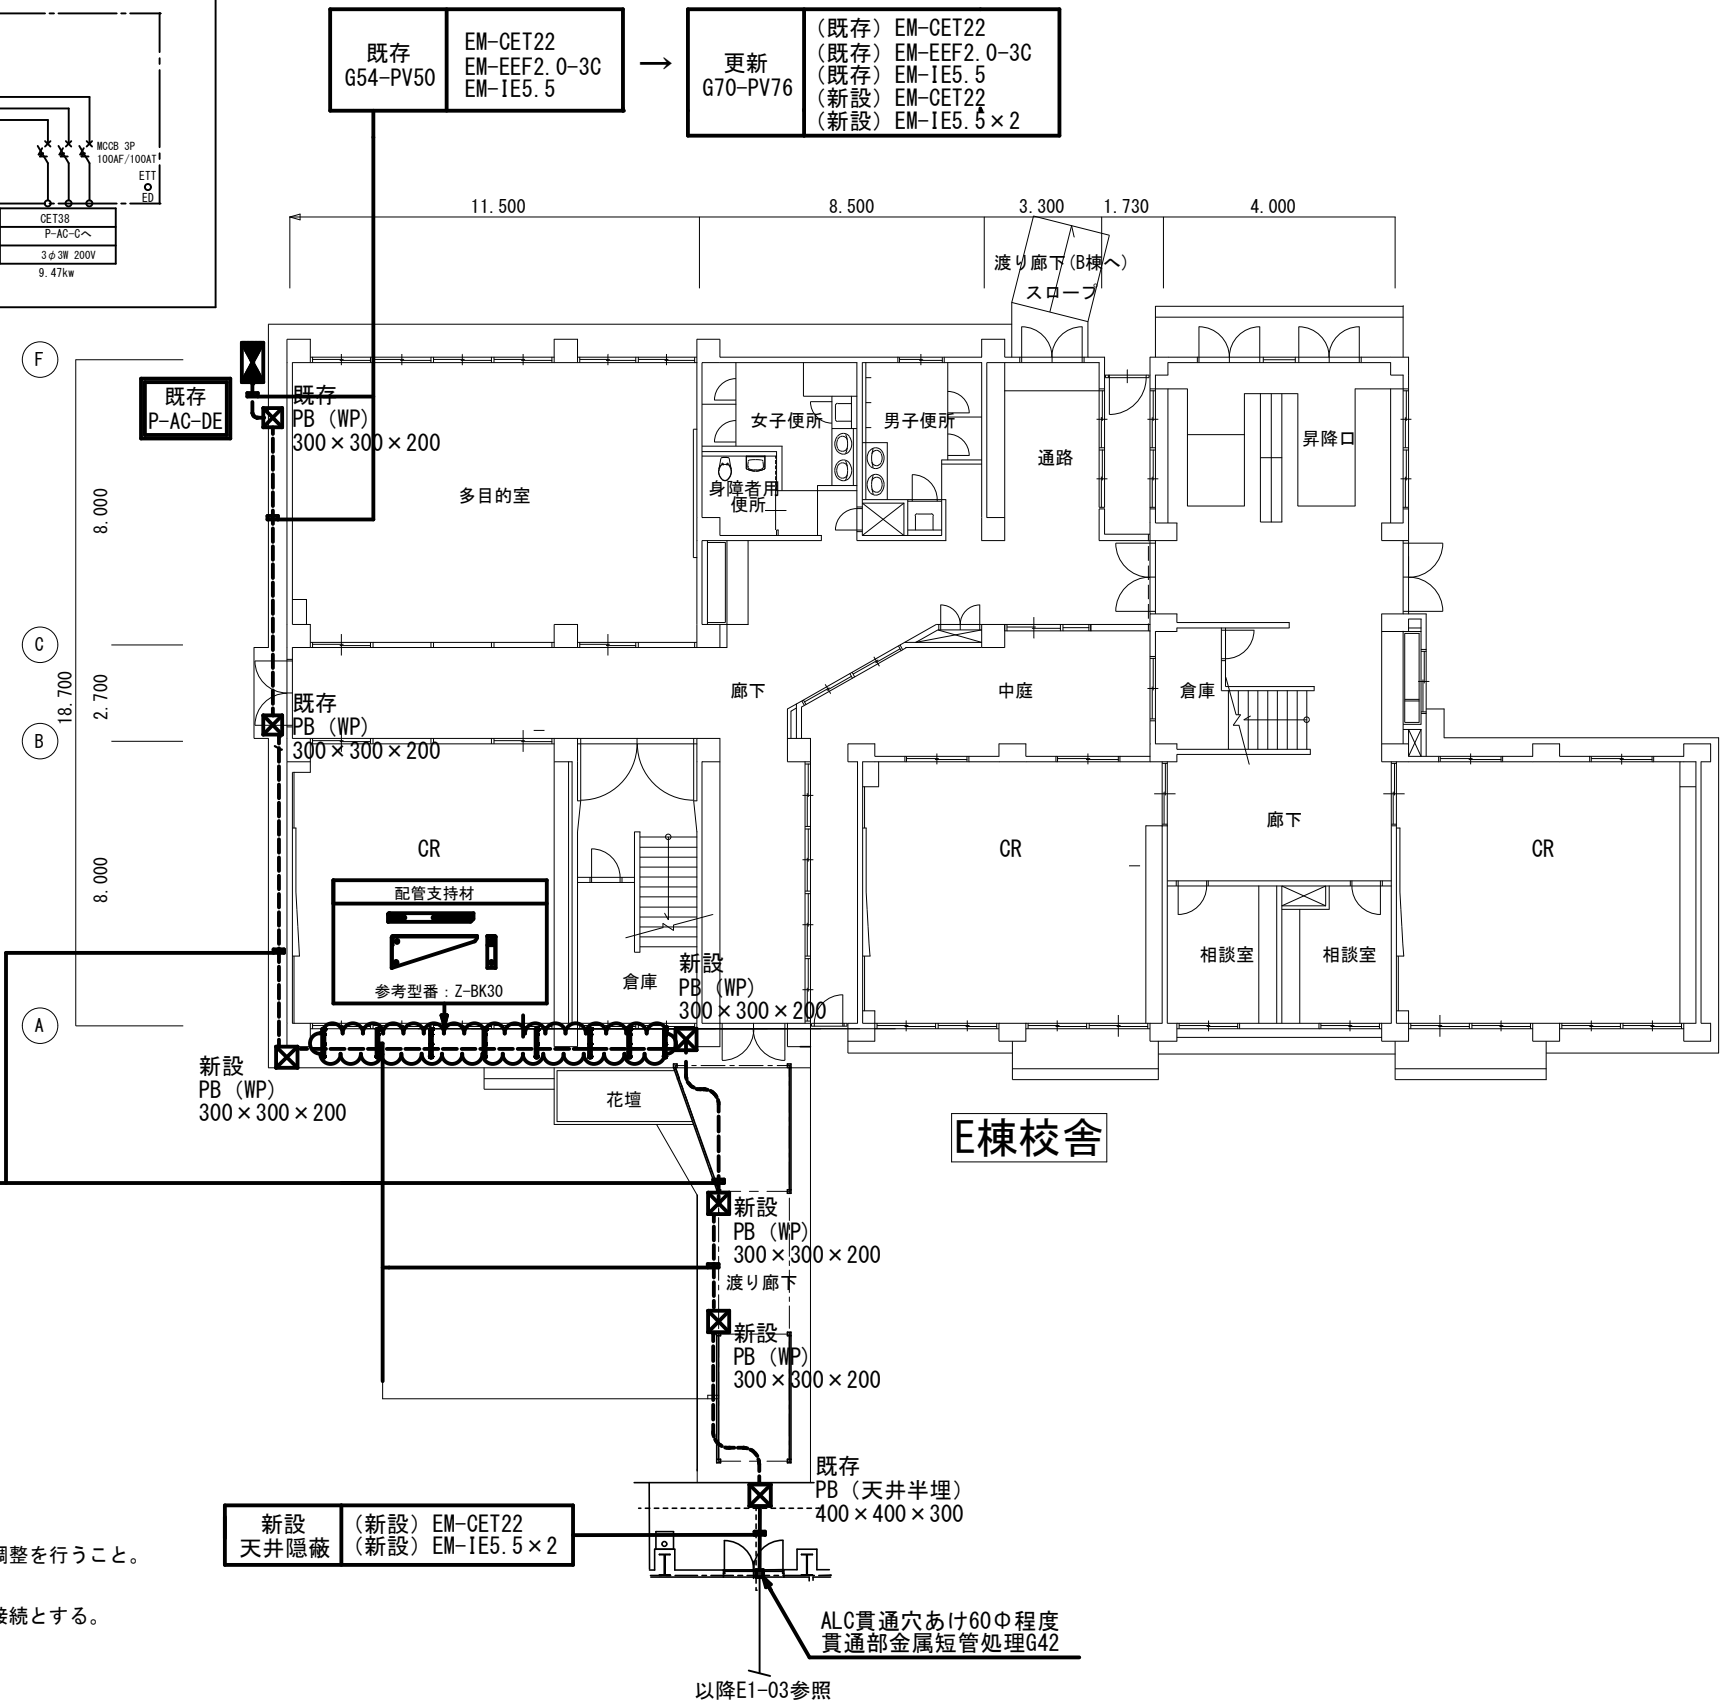 既存
G54-PV50
EM-CET22
EM-EEF2.0-3C
EM-IE5.5
→
更新
G70-PV76
(既存) EM-CET22
(既存) EM-EEF2.0-3C
(既存) EM-IE5.5
(新設) EM-CET22
(新設) EM-IE5.5×2
MCCB 3P
100AF/100AT
ETT
ED
CET38
P-AC-Cへ
3φ3W 200V
9.47kw
11.500
8.500
3.300
1.730
4.000
渡り廊下(B棟へ)
スロープ
F
既存
P-AC-DE
既存
PB (WP)
300×300×200
女子便所
男子便所
昇降口
通路
身障者用
便所
多目的室
8.000
C
18.700
2.700
B
既存
PB (WP)
300×300×200
廊下
中庭
倉庫
8.000
CR
廊下
CR
CR
配管支持材
参考型番：Z-BK30
倉庫
新設
PB (WP)
300×300×200
相談室
相談室
A
新設
PB (WP)
300×300×200
花壇
E棟校舎
新設
PB (WP)
300×300×200
渡り廊下
新設
PB (WP)
300×300×200
既存
PB (天井半埋)
400×400×300
新設
天井隠蔽
(新設) EM-CET22
(新設) EM-IE5.5×2
調整を行うこと。
接続とする。
ALC貫通穴あけ60Φ程度
貫通部金属短管処理G42
以降E1-03参照